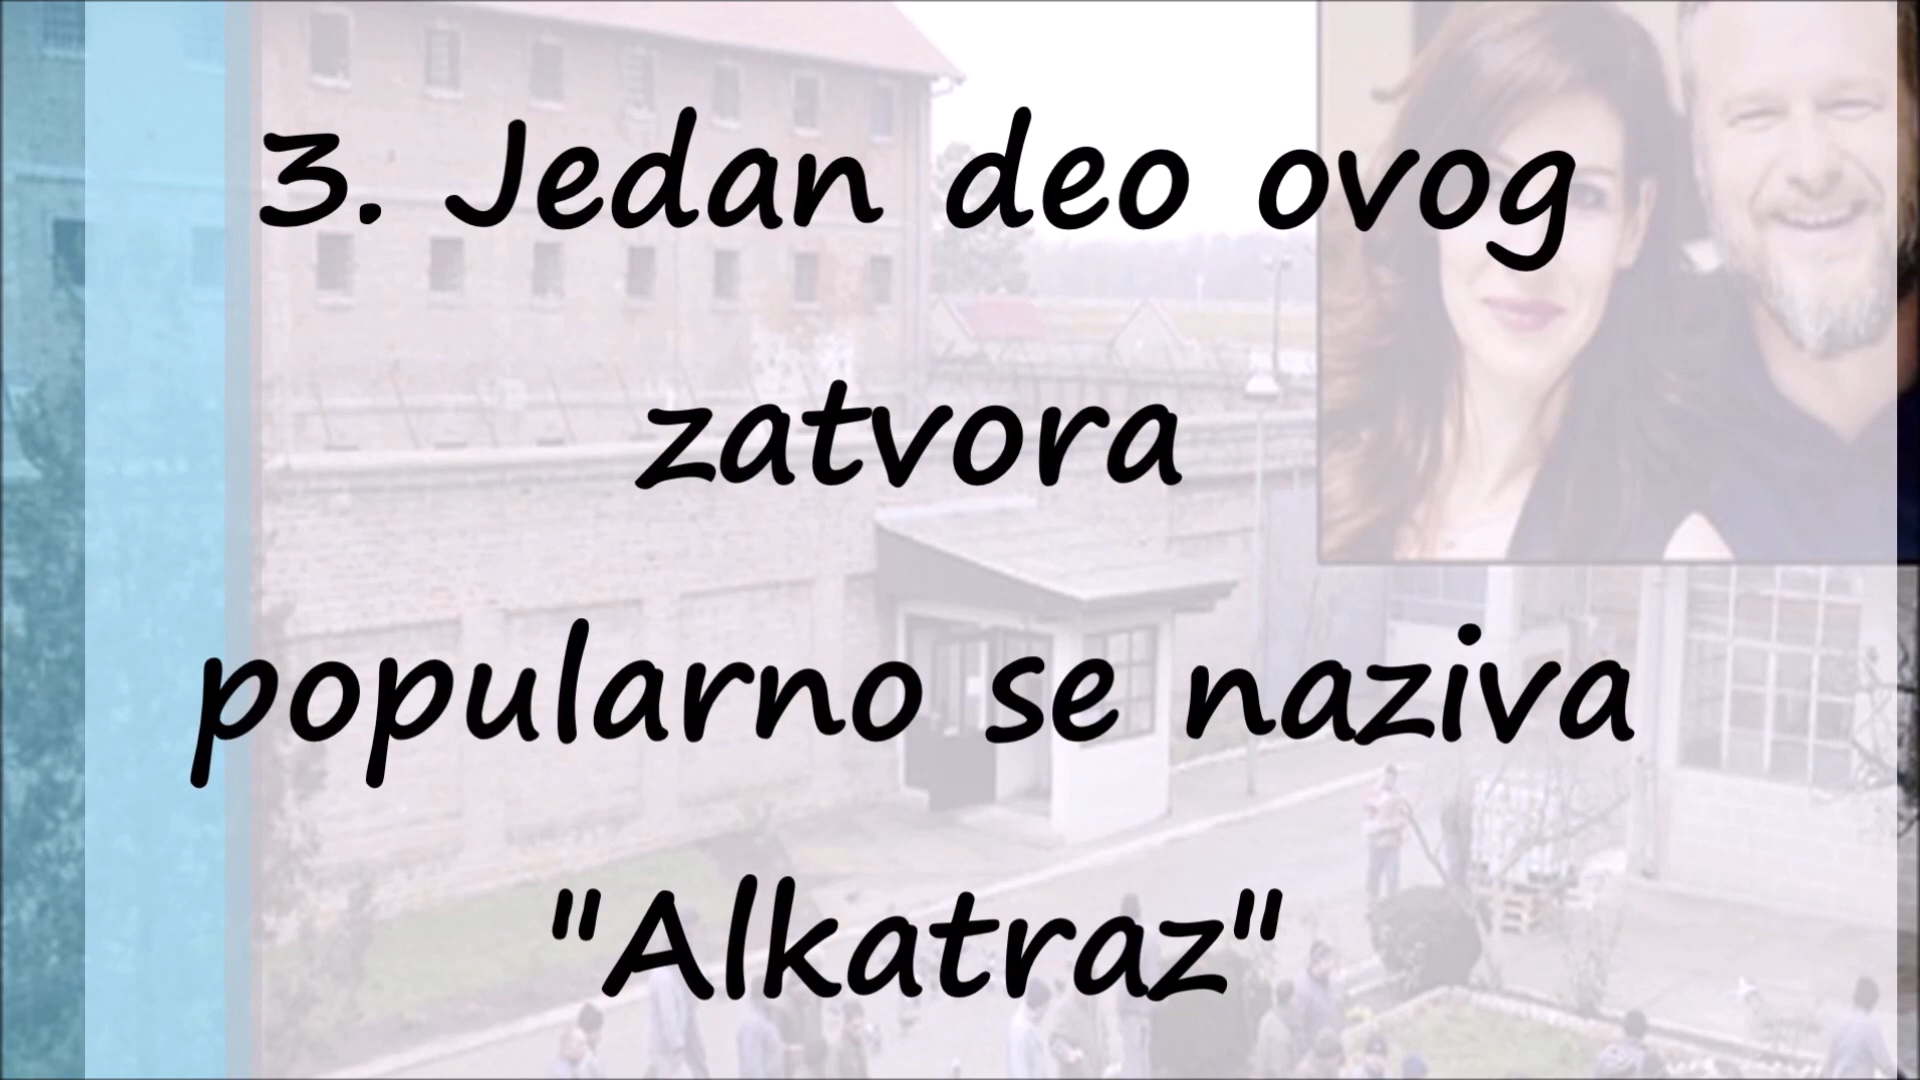 3. Jedan deo ovog
zatvora
popularno se naziva
"Alkatraz"